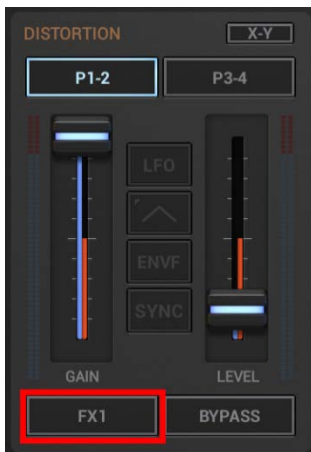 DISTORTION X-Y
P1-2 P3-4
LFO
ENVF
SYNC
GAIN LEVEL
FX1 BYPASS